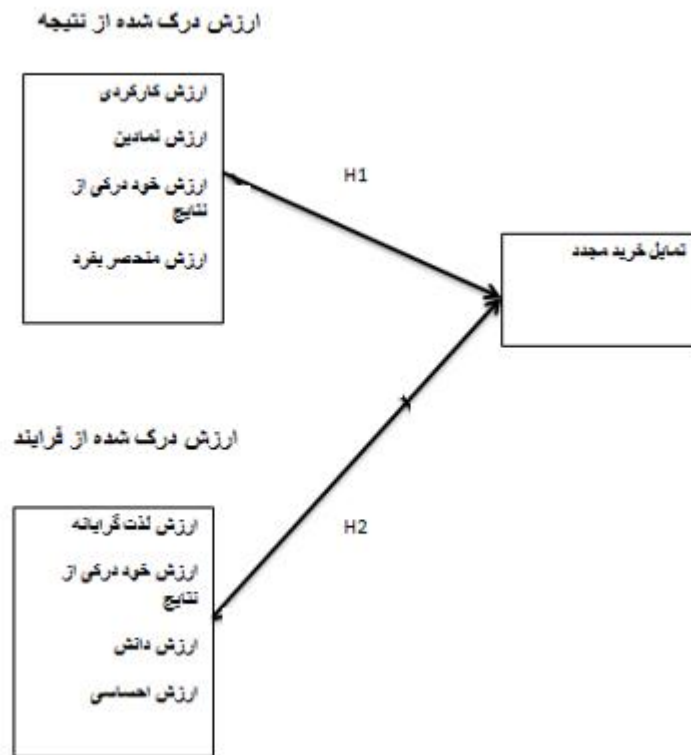 ارزش درک شده از نتیجه
ارزش کارکردی
ارزش نمادین
ارزش خود درکی از
نتایج
ارزش منحصر بفرد
H1
تمایل خرید مجدد
ارزش درک شده از فرایند
ارزش لذت گرایانه
ارزش خود درکی از
نتایج
ارزش دانش
ارزش احساسی
H2